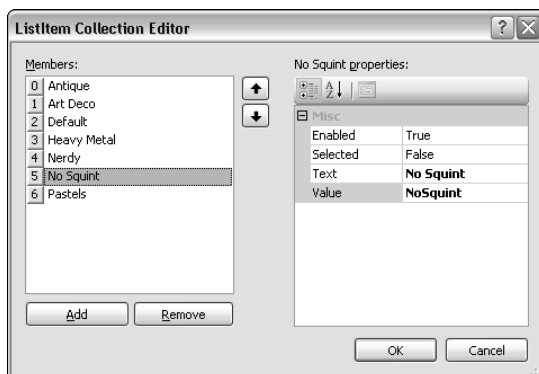 ListItem Collection Editor
Members:
0 Antique
1 Art Deco
2 Default
3 Heavy Metal
4 Nerdy
5 No Squint
6 Pastels
Add Remove
No Squint properties:
Misc
Enabled True
Selected False
Text No Squint
Value NoSquint
OK Cancel